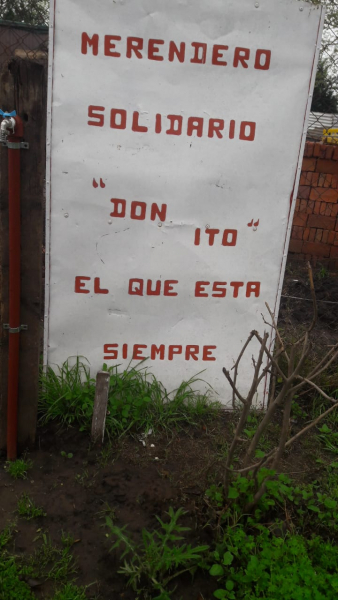 MERENDERO
SOLIDARIO
"DON
ITO"
EL QUE ESTA
SIEMPRE